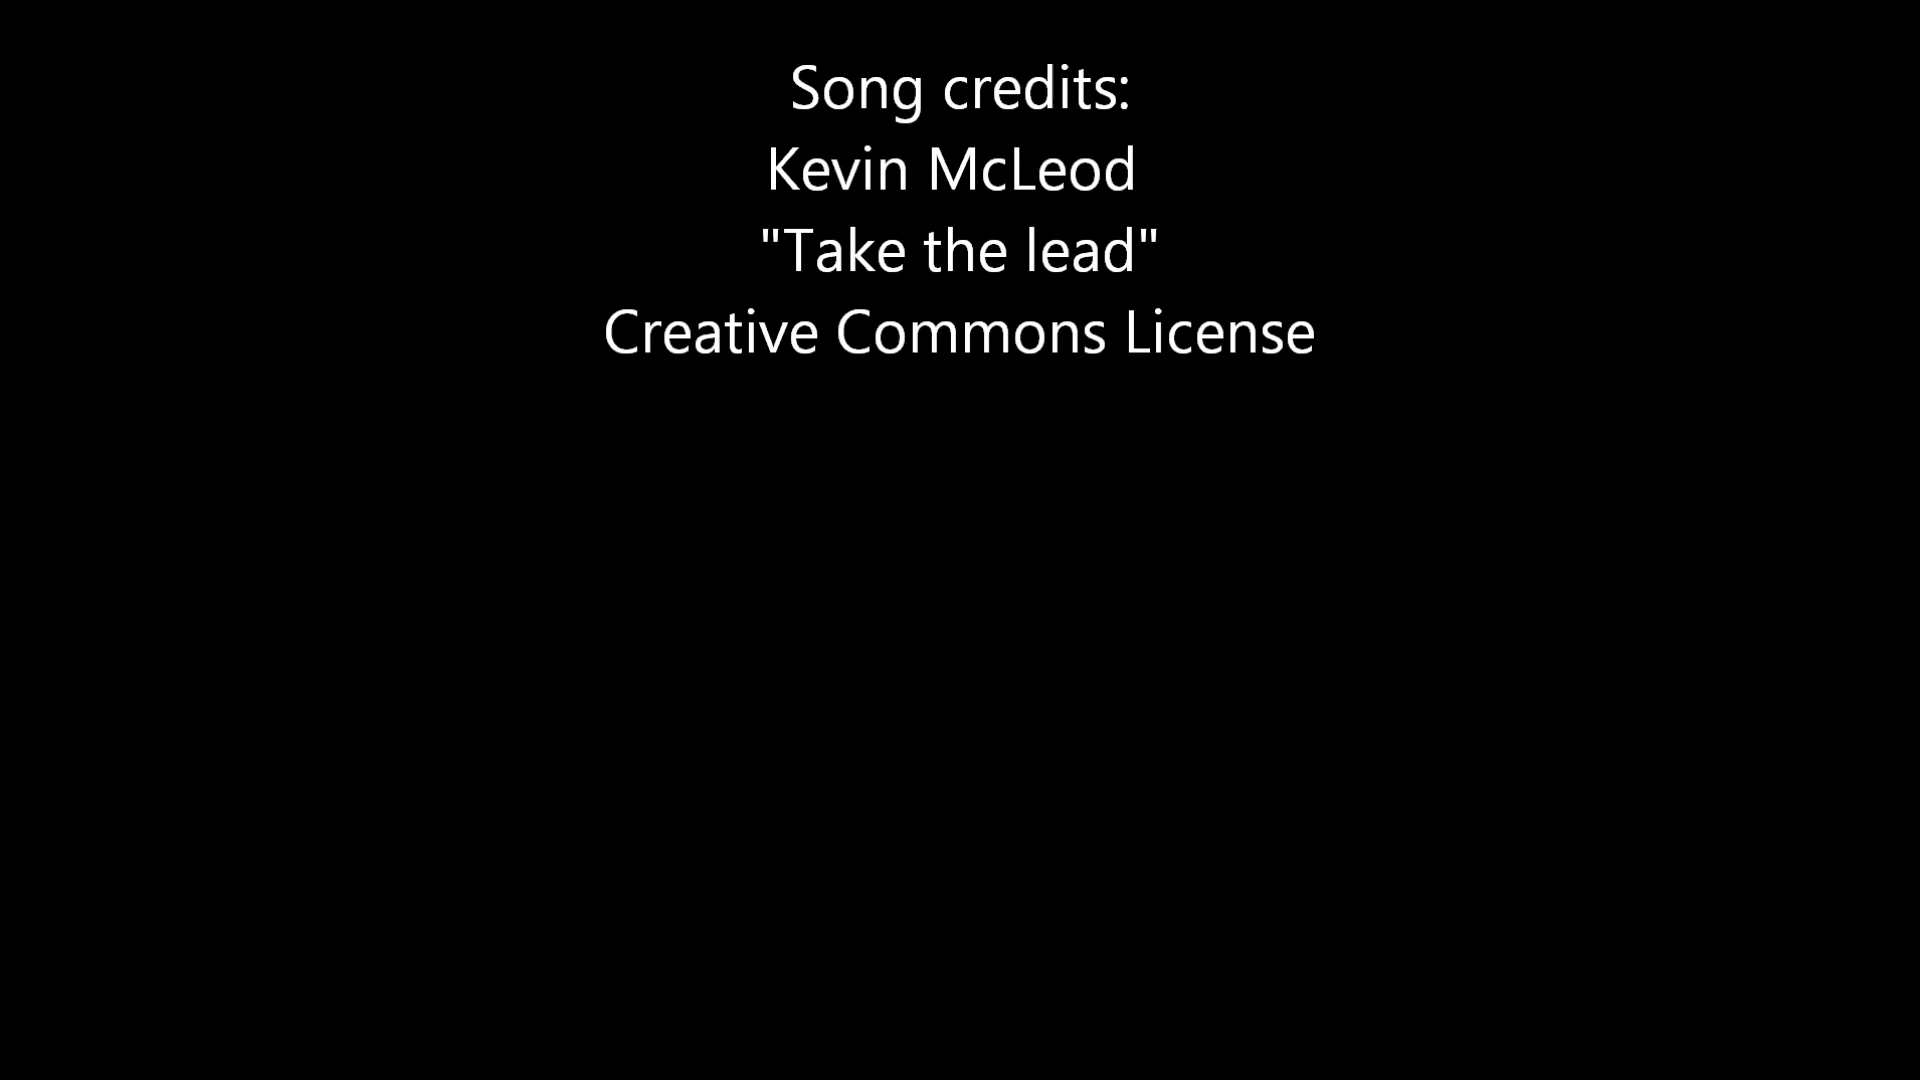 Song credits:
Kevin McLeod
"Take the lead"
Creative Commons License